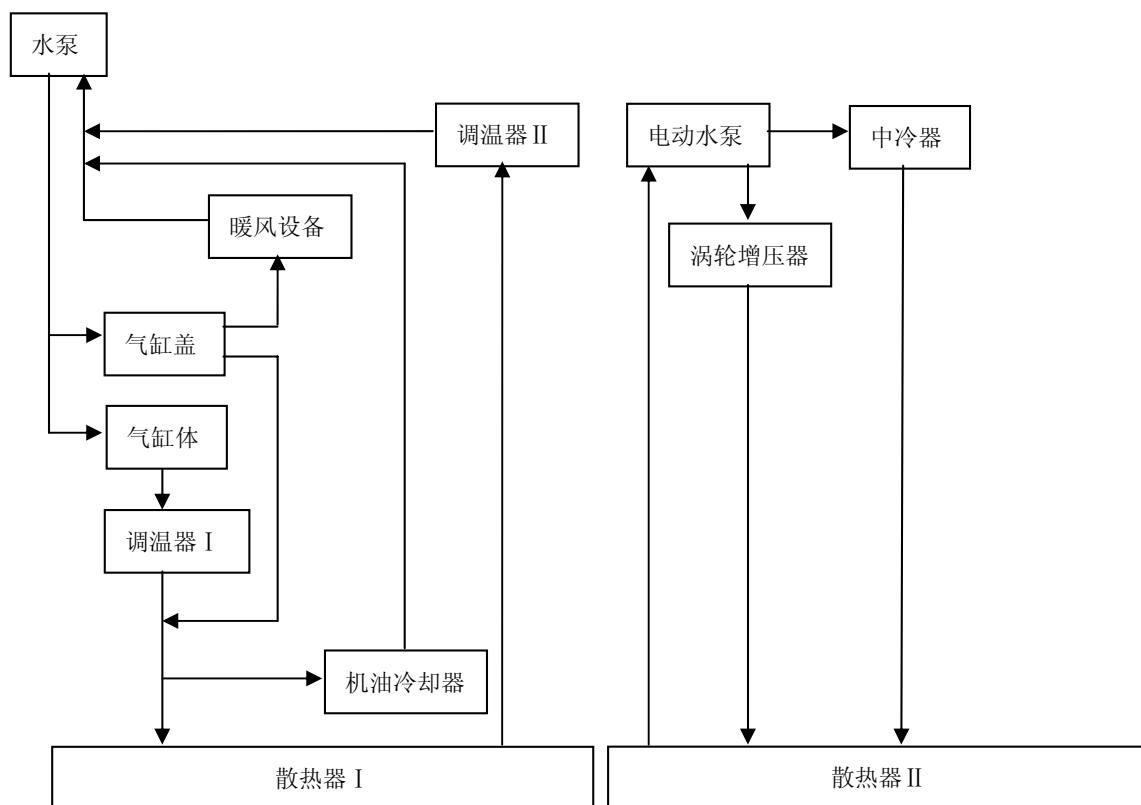 水泵
调温器Ⅱ
电动水泵
中冷器
暖风设备
涡轮增压器
气缸盖
气缸体
调温器Ⅰ
机油冷却器
散热器Ⅰ
散热器Ⅱ